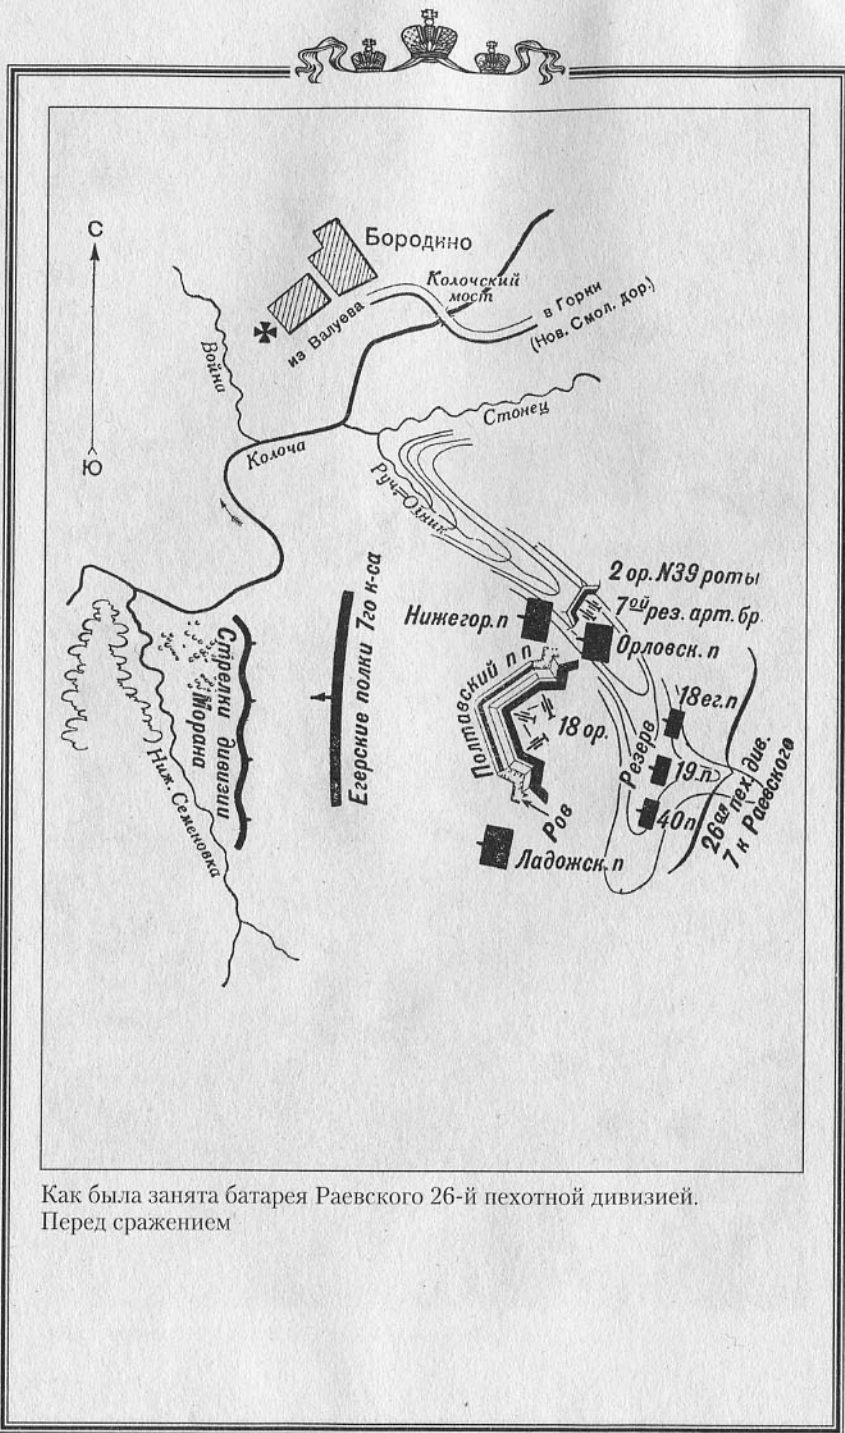 С
Ю
Бородино
Колочский
мост
из Валуева
в Горки
(Нов. Смол. дор.)
Война
Стонец
Колоча
Руч. Огник
2 ор. N39 роты
7ой рез. арт. бр.
Нижегор. п
Орловск. п
Полтавский п п
18 ор.
Ров
Ладожск. п
Резерв
18 ег. п
19 п
40 п
26ая пех. див.
7 к Раевского
Егерские полки 7го к-са
Стрелки дивизии
Морана
Ниж. Семеновка
Как была занята батарея Раевского 26-й пехотной дивизией.
Перед сражением